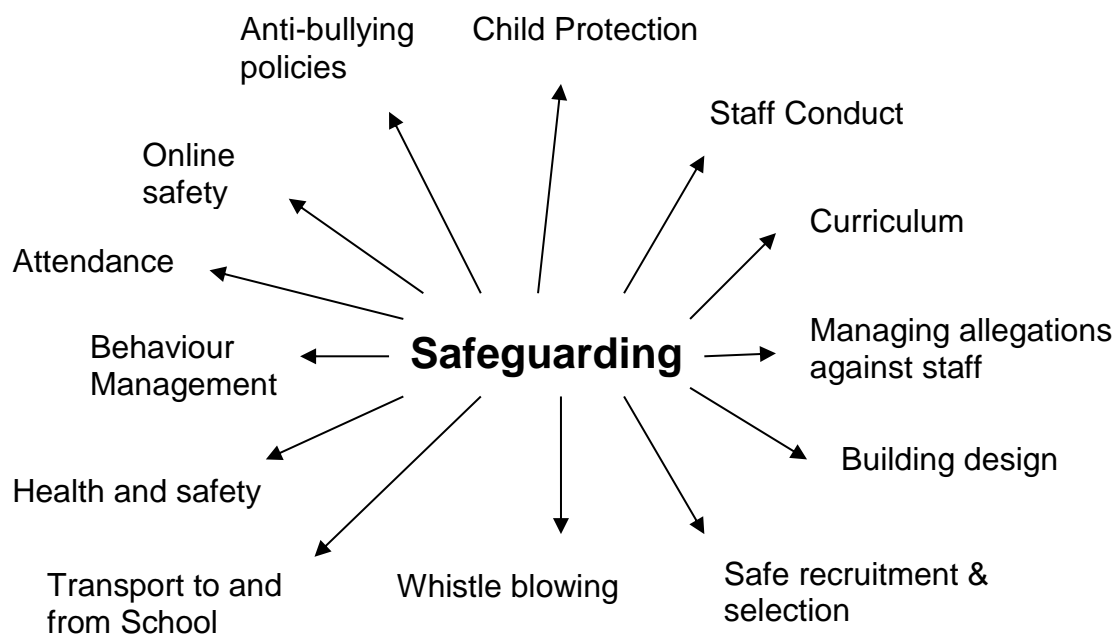 Anti-bullying
policies
Child Protection
Staff Conduct
Online
safety
Curriculum
Attendance
Behaviour
Management
Safeguarding
Managing allegations
against staff
Building design
Health and safety
Transport to and
from School
Whistle blowing
Safe recruitment &
selection